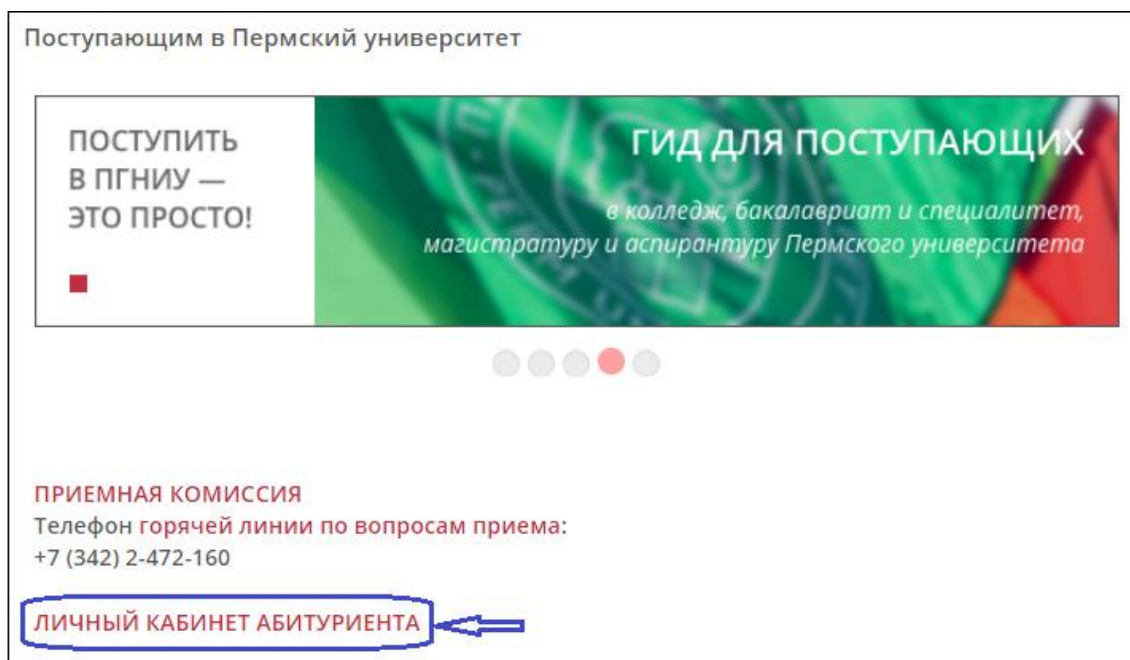 Поступающим в Пермский университет
ПОСТУПИТЬ
В ПГНИУ —
ЭТО ПРОСТО!
ГИД ДЛЯ ПОСТУПАЮЩИХ
в колледж, бакалавриат и специалитет,
магистратуру и аспирантуру Пермского университета
ПРИЕМНАЯ КОМИССИЯ
Телефон горячей линии по вопросам приема:
+7 (342) 2-472-160
ЛИЧНЫЙ КАБИНЕТ АБИТУРИЕНТА